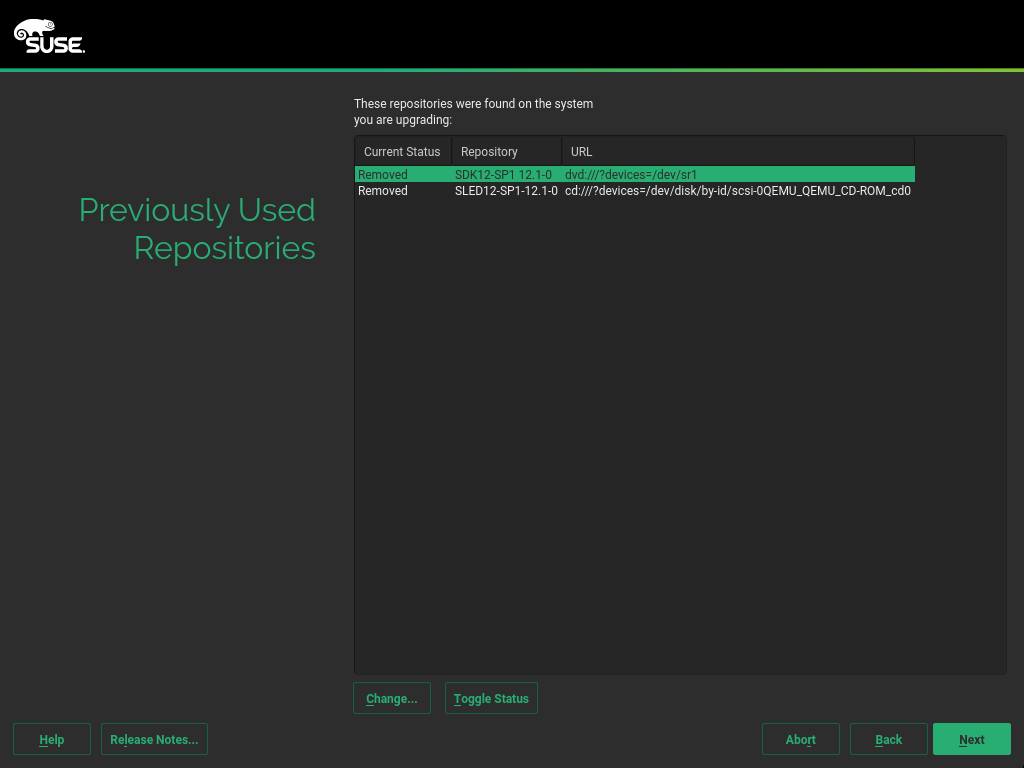 SUSE.
These repositories were found on the system
you are upgrading:
Current Status Repository URL
Removed SDK12-SP1 12.1-0 dvd:///?devices=/dev/sr1
Removed SLED12-SP1-12.1-0 cd:///?devices=/dev/disk/by-id/scsi-0QEMU_QEMU_CD-ROM_cd0
Previously Used
Repositories
Change... Toggle Status
Help Release Notes... Abort Back Next